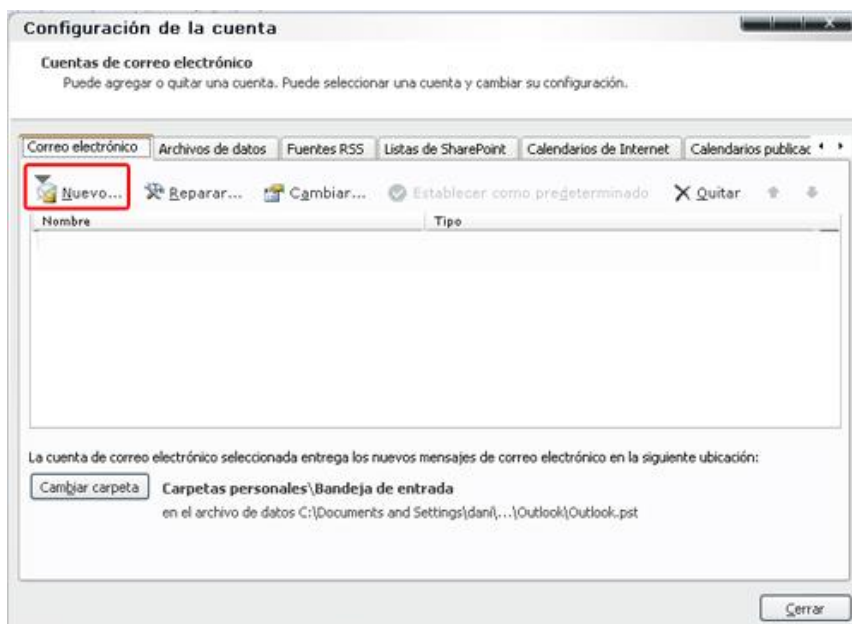 Configuración de la cuenta
Cuentas de correo electrónico
Puede agregar o quitar una cuenta. Puede seleccionar una cuenta y cambiar su configuración.
Correo electrónico Archivos de datos Fuentes RSS Listas de SharePoint Calendarios de Internet Calendarios publicac
Nuevo... Reparar... Cambiar... Establecer como predeterminado Quitar
Nombre Tipo
La cuenta de correo electrónico seleccionada entrega los nuevos mensajes de correo electrónico en la siguiente ubicación:
Cambiar carpeta Carpetas personales\Bandeja de entrada
en el archivo de datos C:\Documents and Settings\dani\...\Outlook\Outlook.pst
Cerrar